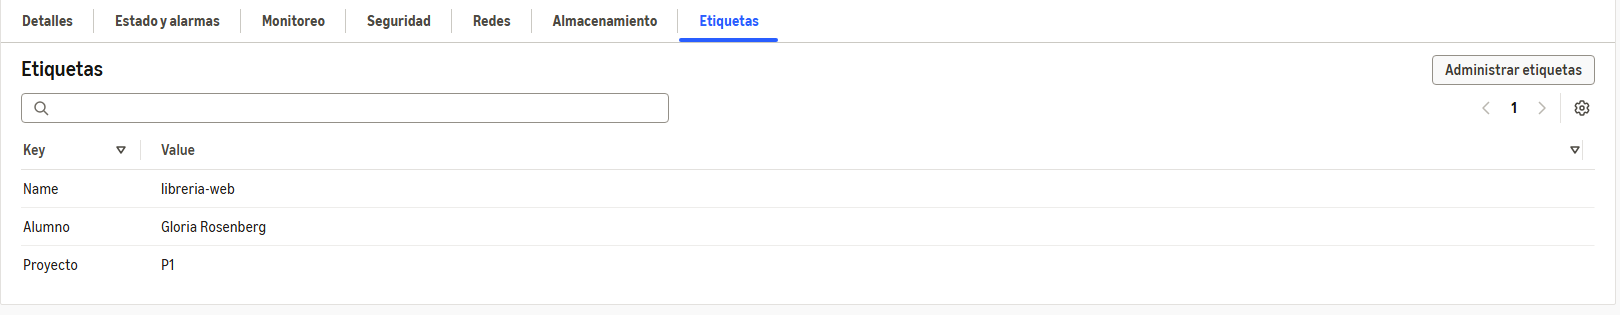 Detalles Estado y alarmas Monitoreo Seguridad Redes Almacenamiento Etiquetas
Etiquetas
Administrar etiquetas
1
Key Value
Name libreria-web
Alumno Gloria Rosenberg
Proyecto P1